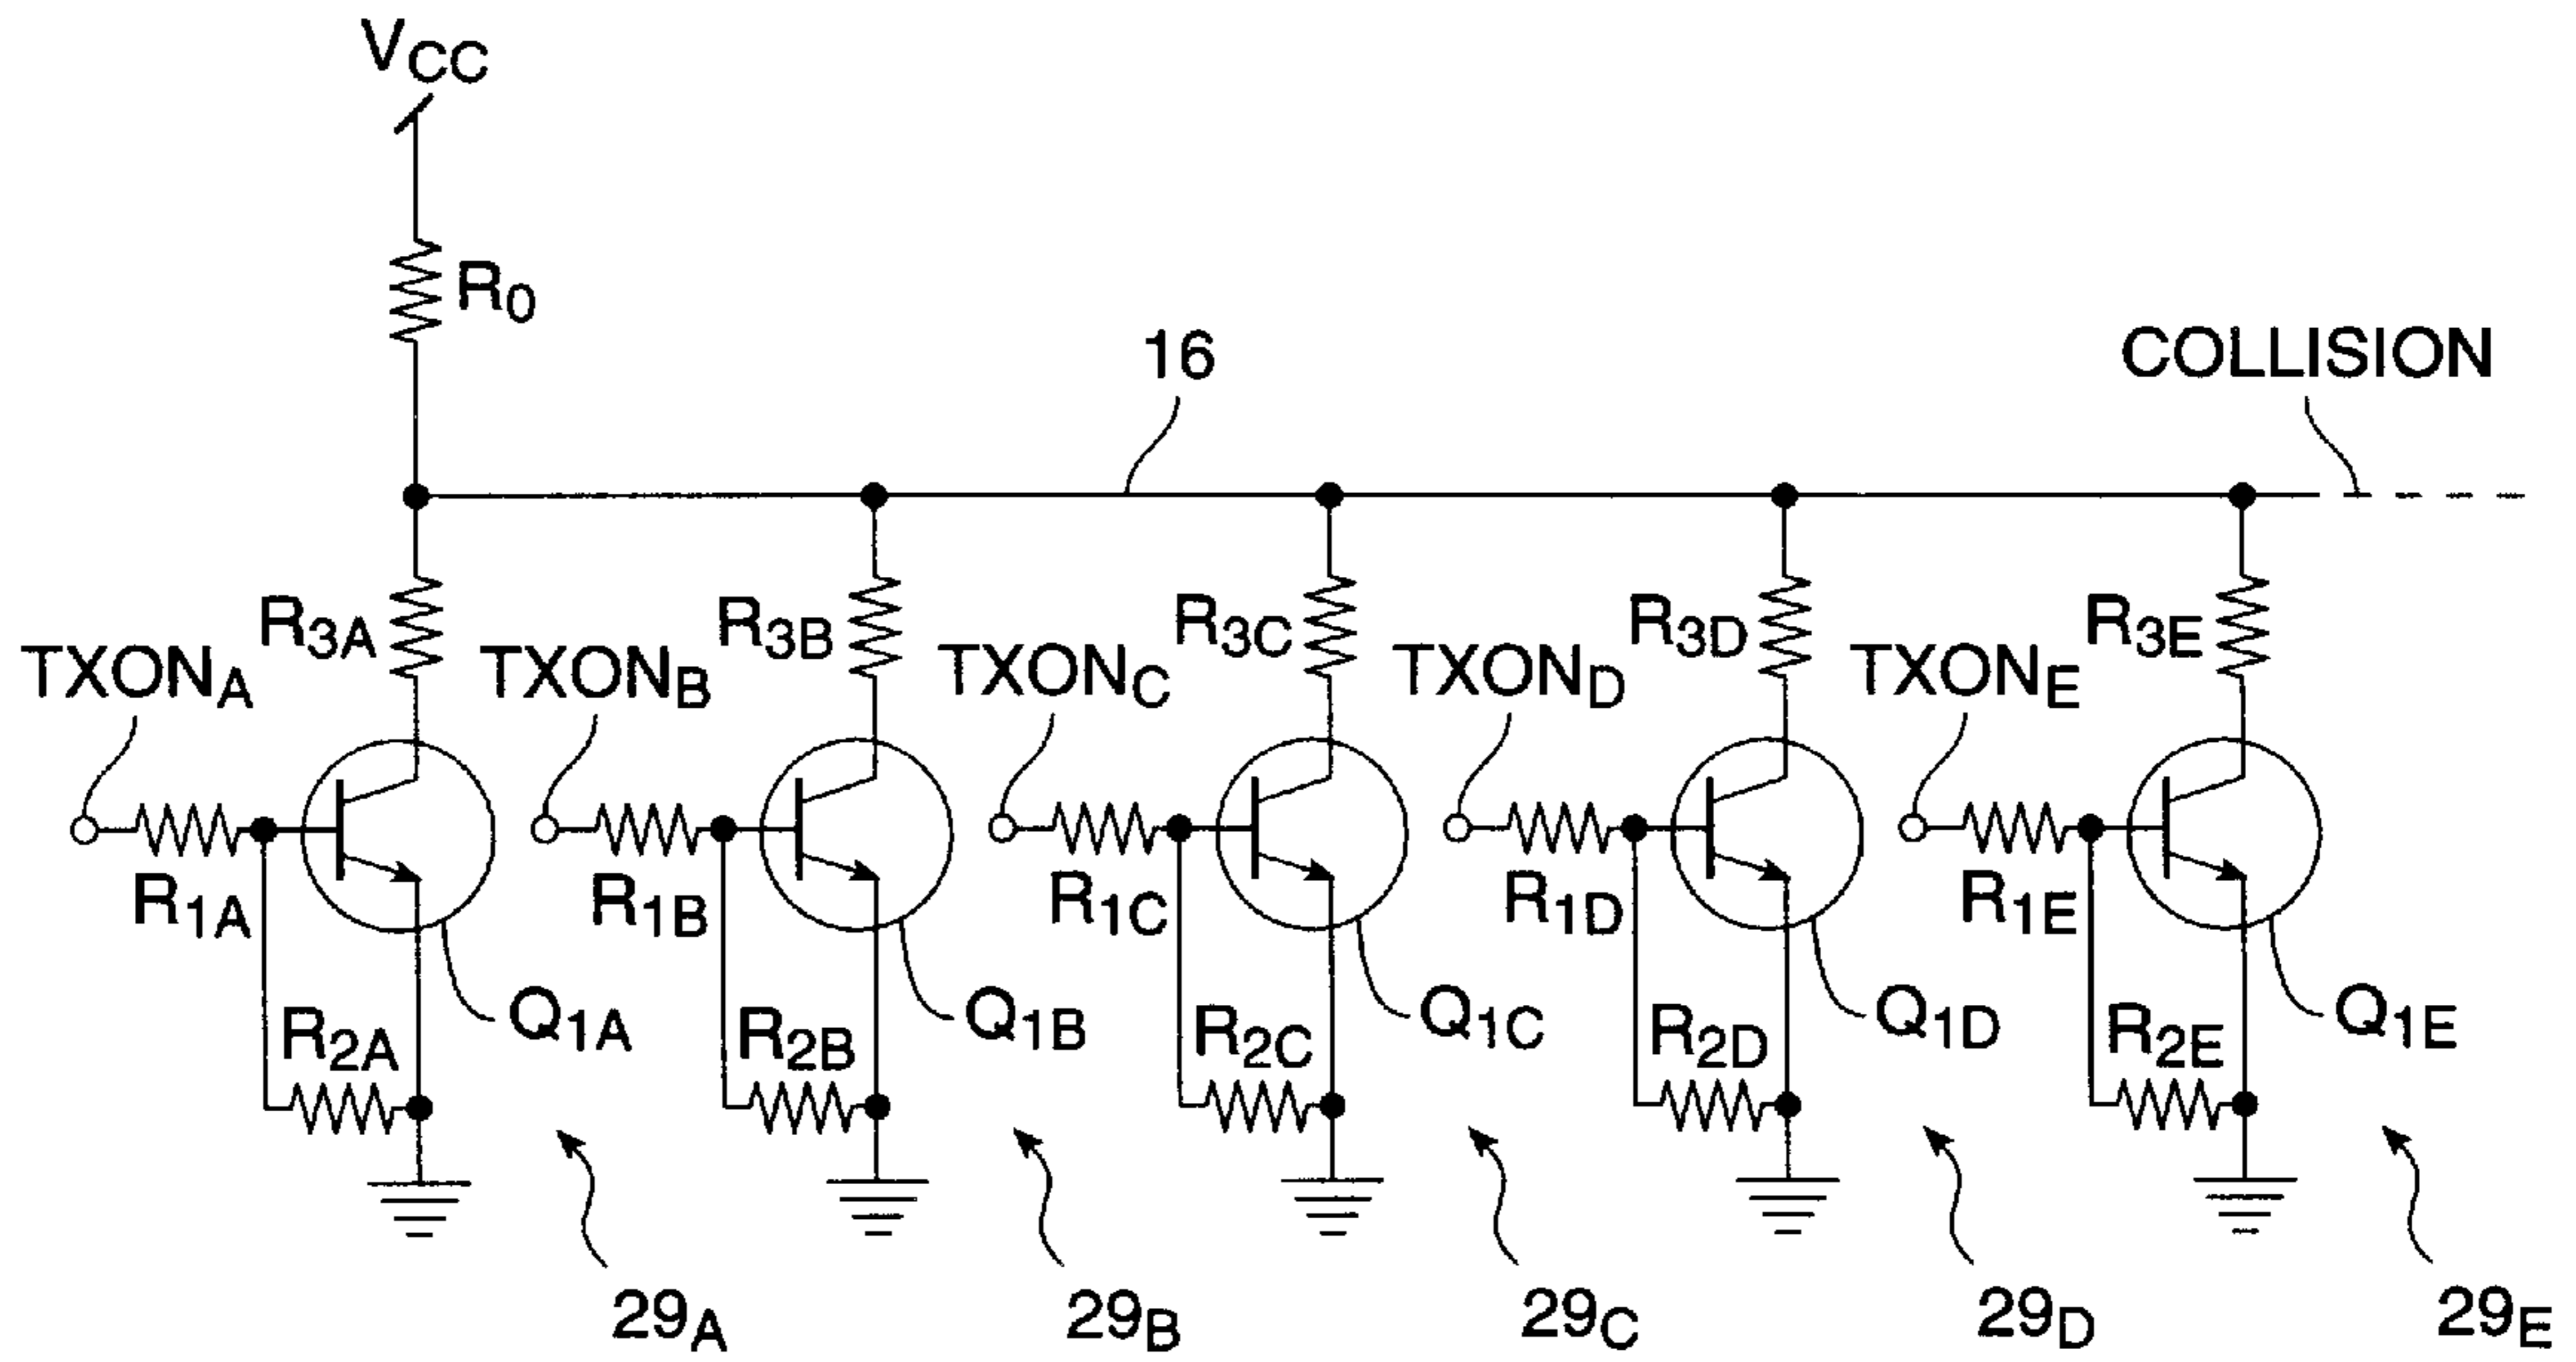 VCC
R0
16
COLLISION
R3A
R3B
R3C
R3D
R3E
TXONA
TXONB
TXONC
TXOND
TXONE
R1A
R1B
R1C
R1D
R1E
Q1A
Q1B
Q1C
Q1D
Q1E
R2A
R2B
R2C
R2D
R2E
29A
29B
29C
29D
29E